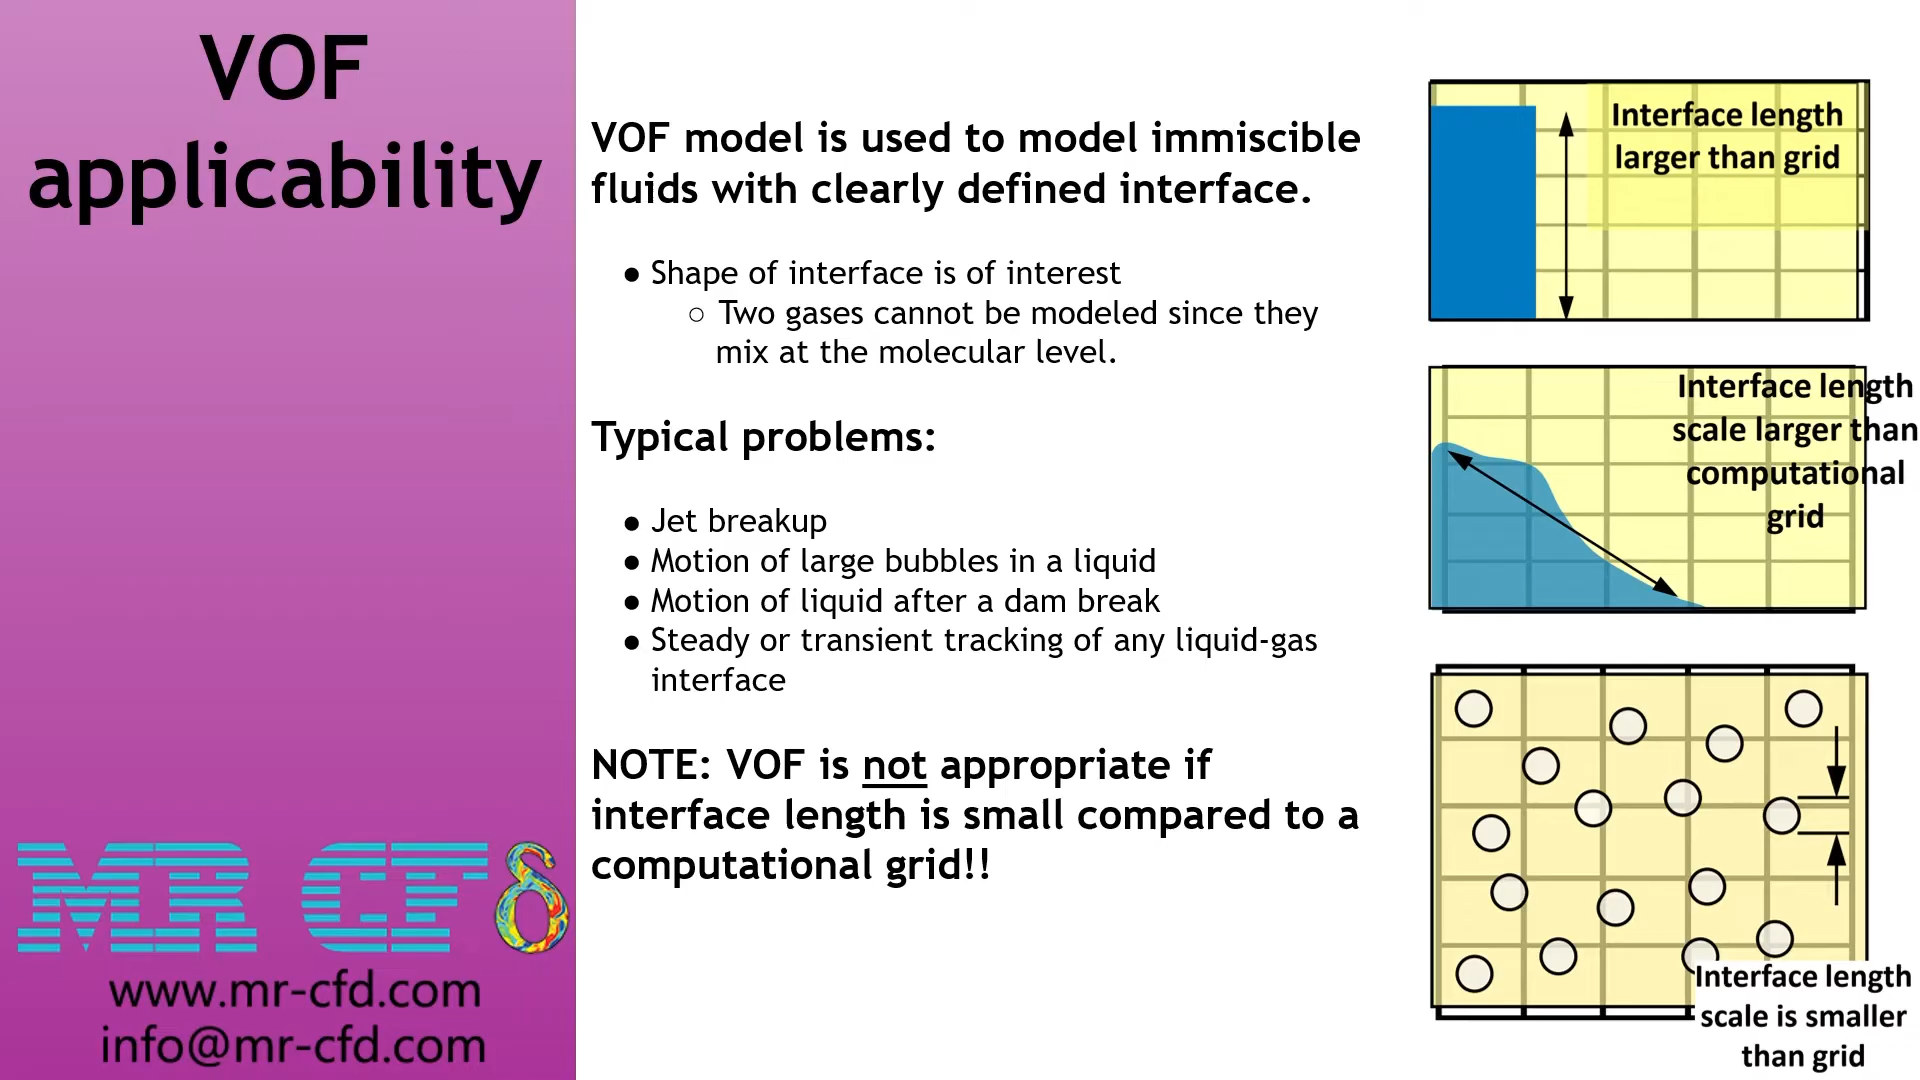 VOF
applicability
VOF model is used to model immiscible
fluids with clearly defined interface.
● Shape of interface is of interest
○ Two gases cannot be modeled since they
mix at the molecular level.
Typical problems:
● Jet breakup
● Motion of large bubbles in a liquid
● Motion of liquid after a dam break
● Steady or transient tracking of any liquid-gas
interface
NOTE: VOF is not appropriate if
interface length is small compared to a
computational grid!!
Interface length
larger than grid
Interface length
scale larger than
computational
grid
Interface length
scale is smaller
than grid
MR CFδ
www.mr-cfd.com
info@mr-cfd.com